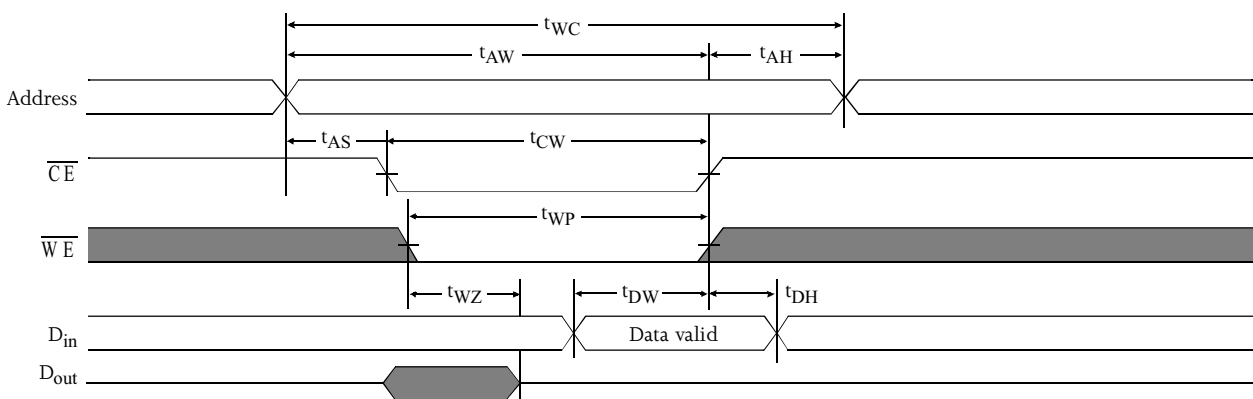 tWC
tAW
tAH
Address
tAS
tCW
CE
tWP
WE
tWZ
tDW
tDH
Din
Data valid
Dout